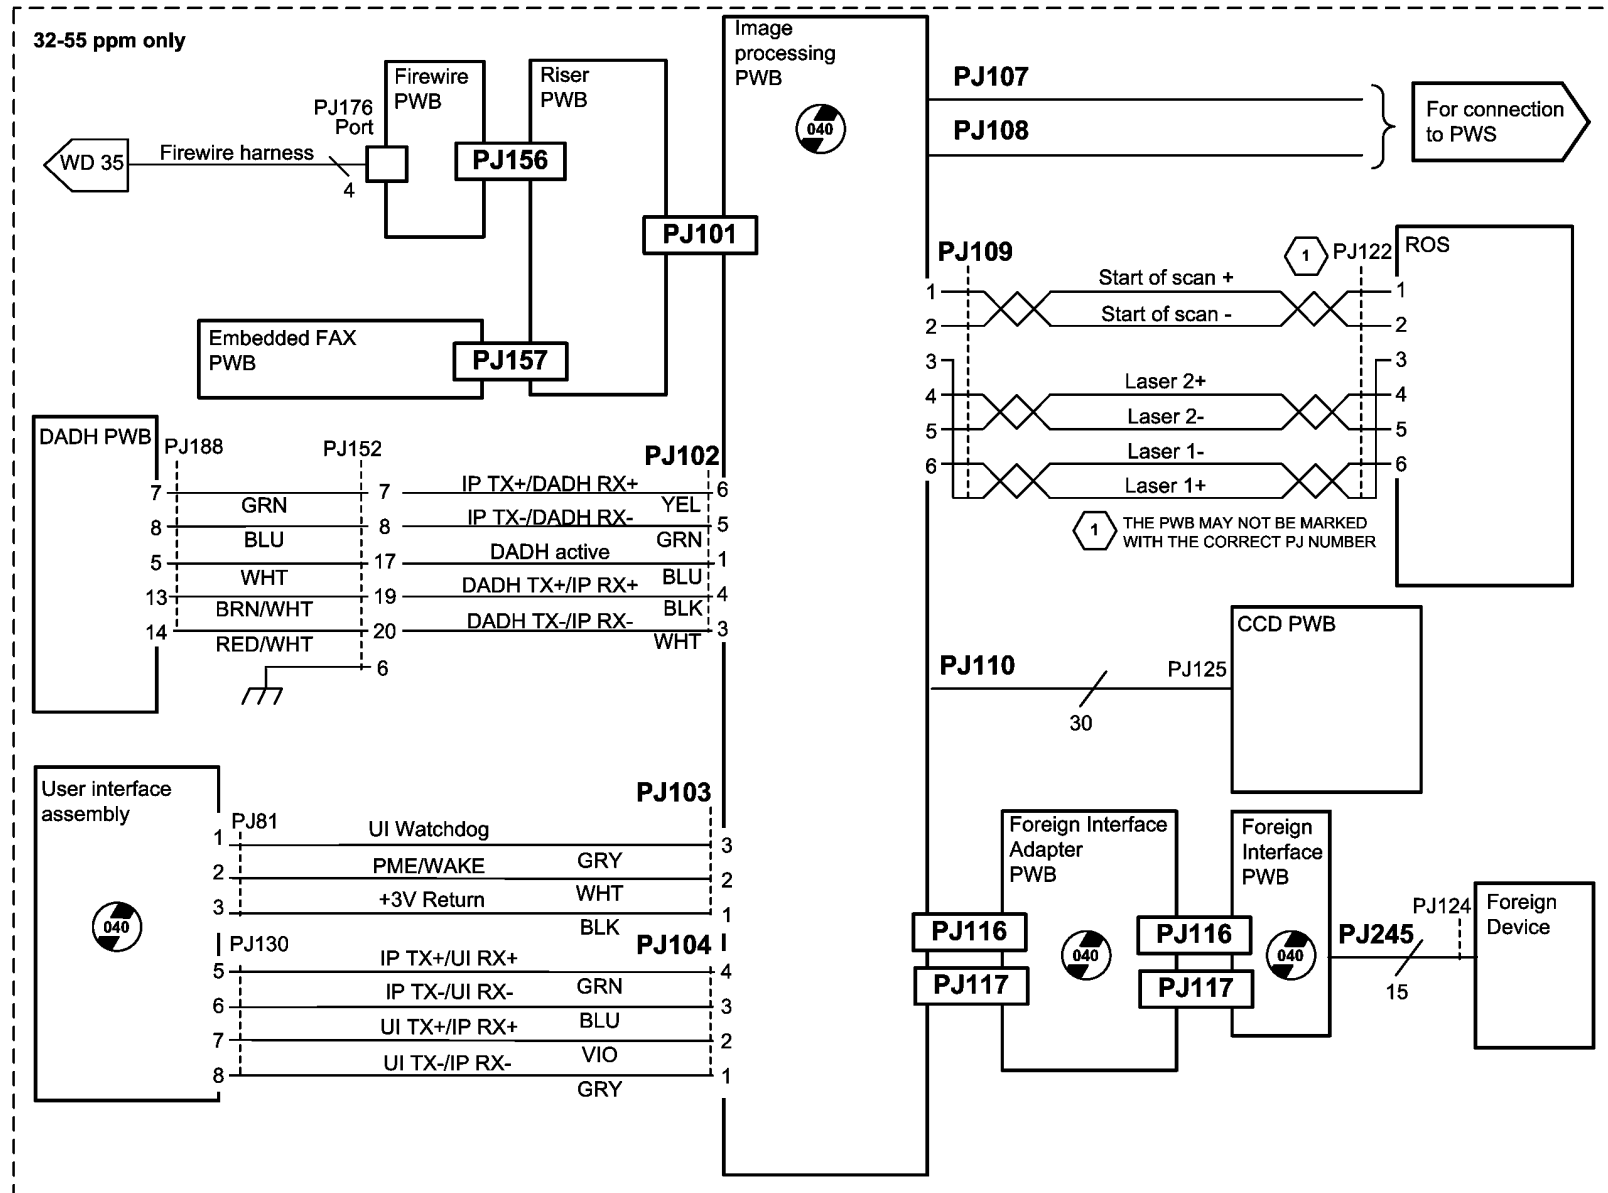 32-55 ppm only
Image
processing
PWB
040
Firewire
PWB
Riser
PWB
PJ176
Port
WD 35
Firewire harness
4
PJ156
PJ101
Embedded FAX
PWB
PJ157
PJ107
PJ108
For connection
to PWS
PJ109
1
PJ122
ROS
1 Start of scan + 1
2 Start of scan - 2
3 3
4 Laser 2+ 4
5 Laser 2- 5
6 Laser 1- 6
Laser 1+
1 THE PWB MAY NOT BE MARKED
WITH THE CORRECT PJ NUMBER
DADH PWB
PJ188 PJ152 PJ102
7 7 IP TX+/DADH RX+ 6
GRN YEL
8 8 IP TX-/DADH RX- 5
BLU GRN
5 17 DADH active 1
WHT BLU
13 19 DADH TX+/IP RX+ 4
BRN/WHT BLK
14 20 DADH TX-/IP RX- 3
RED/WHT WHT
6
PJ110
30
PJ125
CCD PWB
User interface
assembly
040
PJ81 PJ103
1 UI Watchdog 3
GRY
2 PME/WAKE 2
WHT
3 +3V Return 1
BLK
PJ130 PJ104
5 IP TX+/UI RX+ 4
GRN
6 IP TX-/UI RX- 3
BLU
7 UI TX+/IP RX+ 2
VIO
8 UI TX-/IP RX- 1
GRY
Foreign Interface
Adapter
PWB
PJ116
PJ117
040
Foreign
Interface
PWB
PJ116
PJ117
040
PJ245
15
PJ124
Foreign
Device